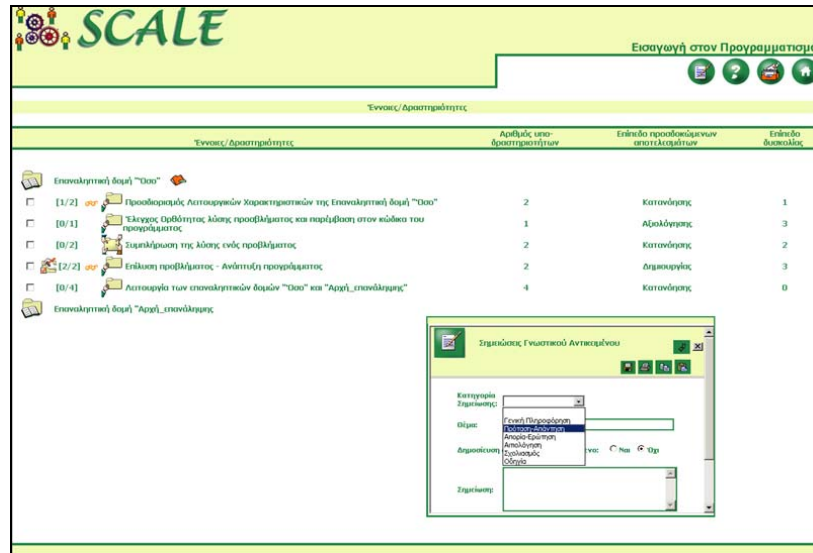 SCALE
Εισαγωγή στον Προγραμματισμό
Έννοιες/Δραστηριότητες
Έννοιες/Δραστηριότητες
Αριθμός υπο-δραστηριοτήτων
Επίπεδο προσδοκώμενων αποτελεσμάτων
Επίπεδο δυσκολίας
Επαναληπτική δομή "Όσο"
[1/2] Προσδιορισμός Λειτουργικών Χαρακτηριστικών της Επαναληπτική δομή "Όσο" 2 Κατανόησης 1
[0/1] Έλεγχος Ορθότητας λύσης προσβλήματος και παρέμβαση στον κώδικα του προγράμματος 1 Αξιολόγησης 3
[0/2] Συμπλήρωση της λύσης ενός προβλήματος 2 Κατανόησης 2
[2/2] Επίλυση προβλήματος - Ανάπτυξη προγράμματος 2 Δημιουργίας 3
[0/4] Λειτουργία των επαναληπτικών δομών "Όσο" και "Αρχή_επανάληψης" 4 Κατανόησης 0
Επαναληπτική δομή "Αρχή_επανάληψης
Σημειώσεις Γνωστικού Αντικειμένου
Κατηγορία Σημείωσης:
Γενική Πληροφόρηση
Πρόταση-Απάντηση
Απορία-Ερώτηση
Αιτιολόγηση
Σχολιασμός
Οδηγία
Θέμα:
Δημοσίευση ενο: Ναι Όχι
Σημείωση: